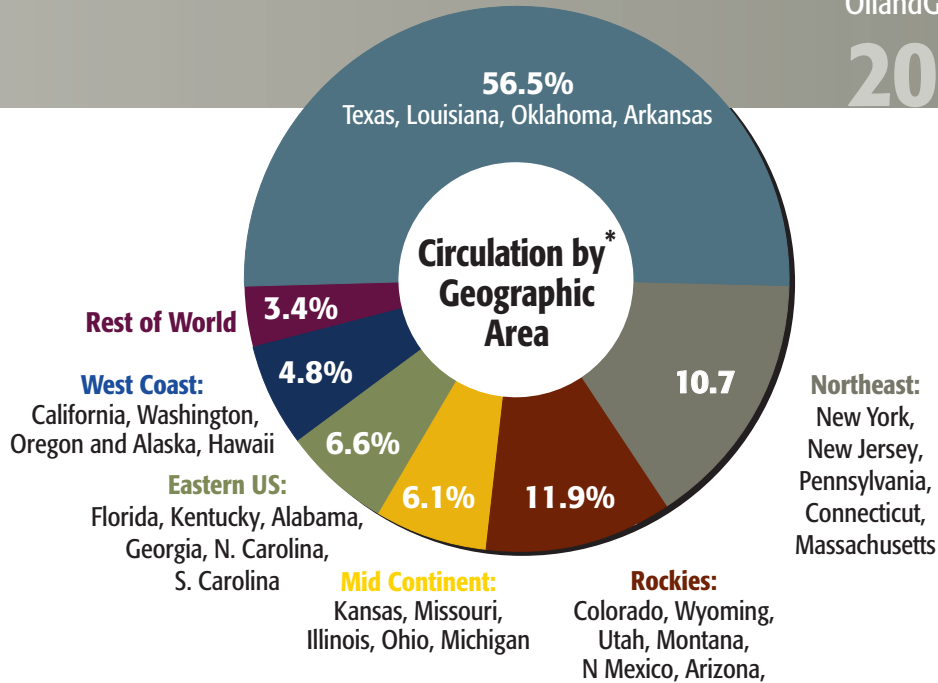 20
56.5%
Texas, Louisiana, Oklahoma, Arkansas
Circulation by*
Geographic
Area
3.4%
Rest of World
4.8%
West Coast:
California, Washington,
Oregon and Alaska, Hawaii
6.6%
Eastern US:
Florida, Kentucky, Alabama,
Georgia, N. Carolina,
S. Carolina
6.1%
Mid Continent:
Kansas, Missouri,
Illinois, Ohio, Michigan
11.9%
Rockies:
Colorado, Wyoming,
Utah, Montana,
N Mexico, Arizona,
10.7
Northeast:
New York,
New Jersey,
Pennsylvania,
Connecticut,
Massachusetts